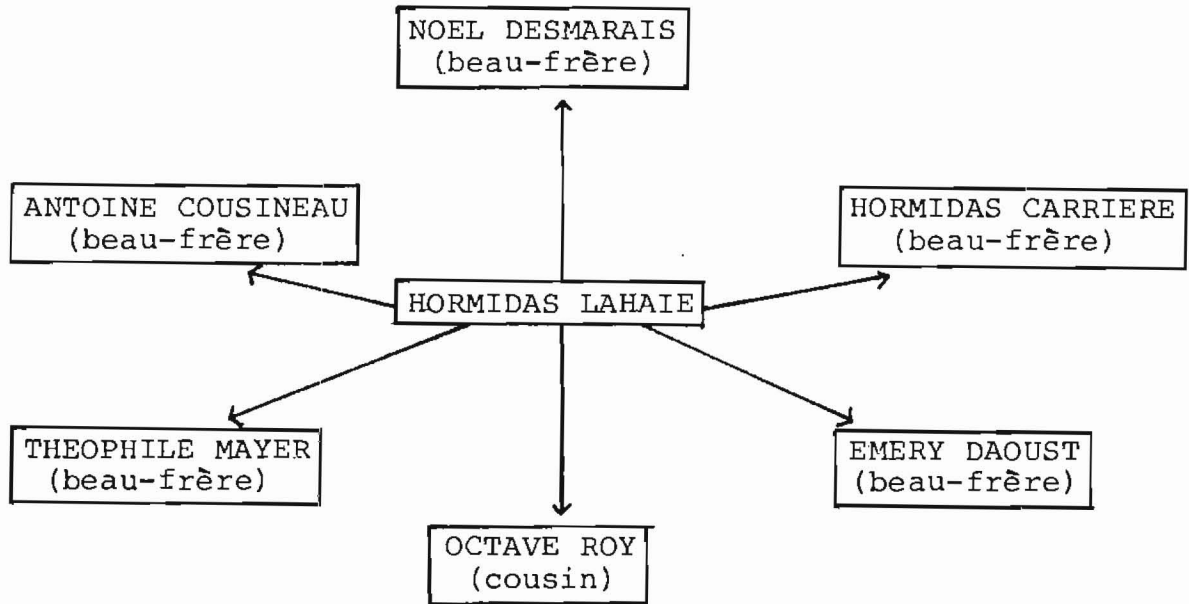 NOEL DESMARAIS
(beau-frère)
ANTOINE COUSINEAU
(beau-frère)
HORMIDAS CARRIERE
(beau-frère)
HORMIDAS LAHAIE
THEOPHILE MAYER
(beau-frère)
EMERY DAOUST
(beau-frère)
OCTAVE ROY
(cousin)